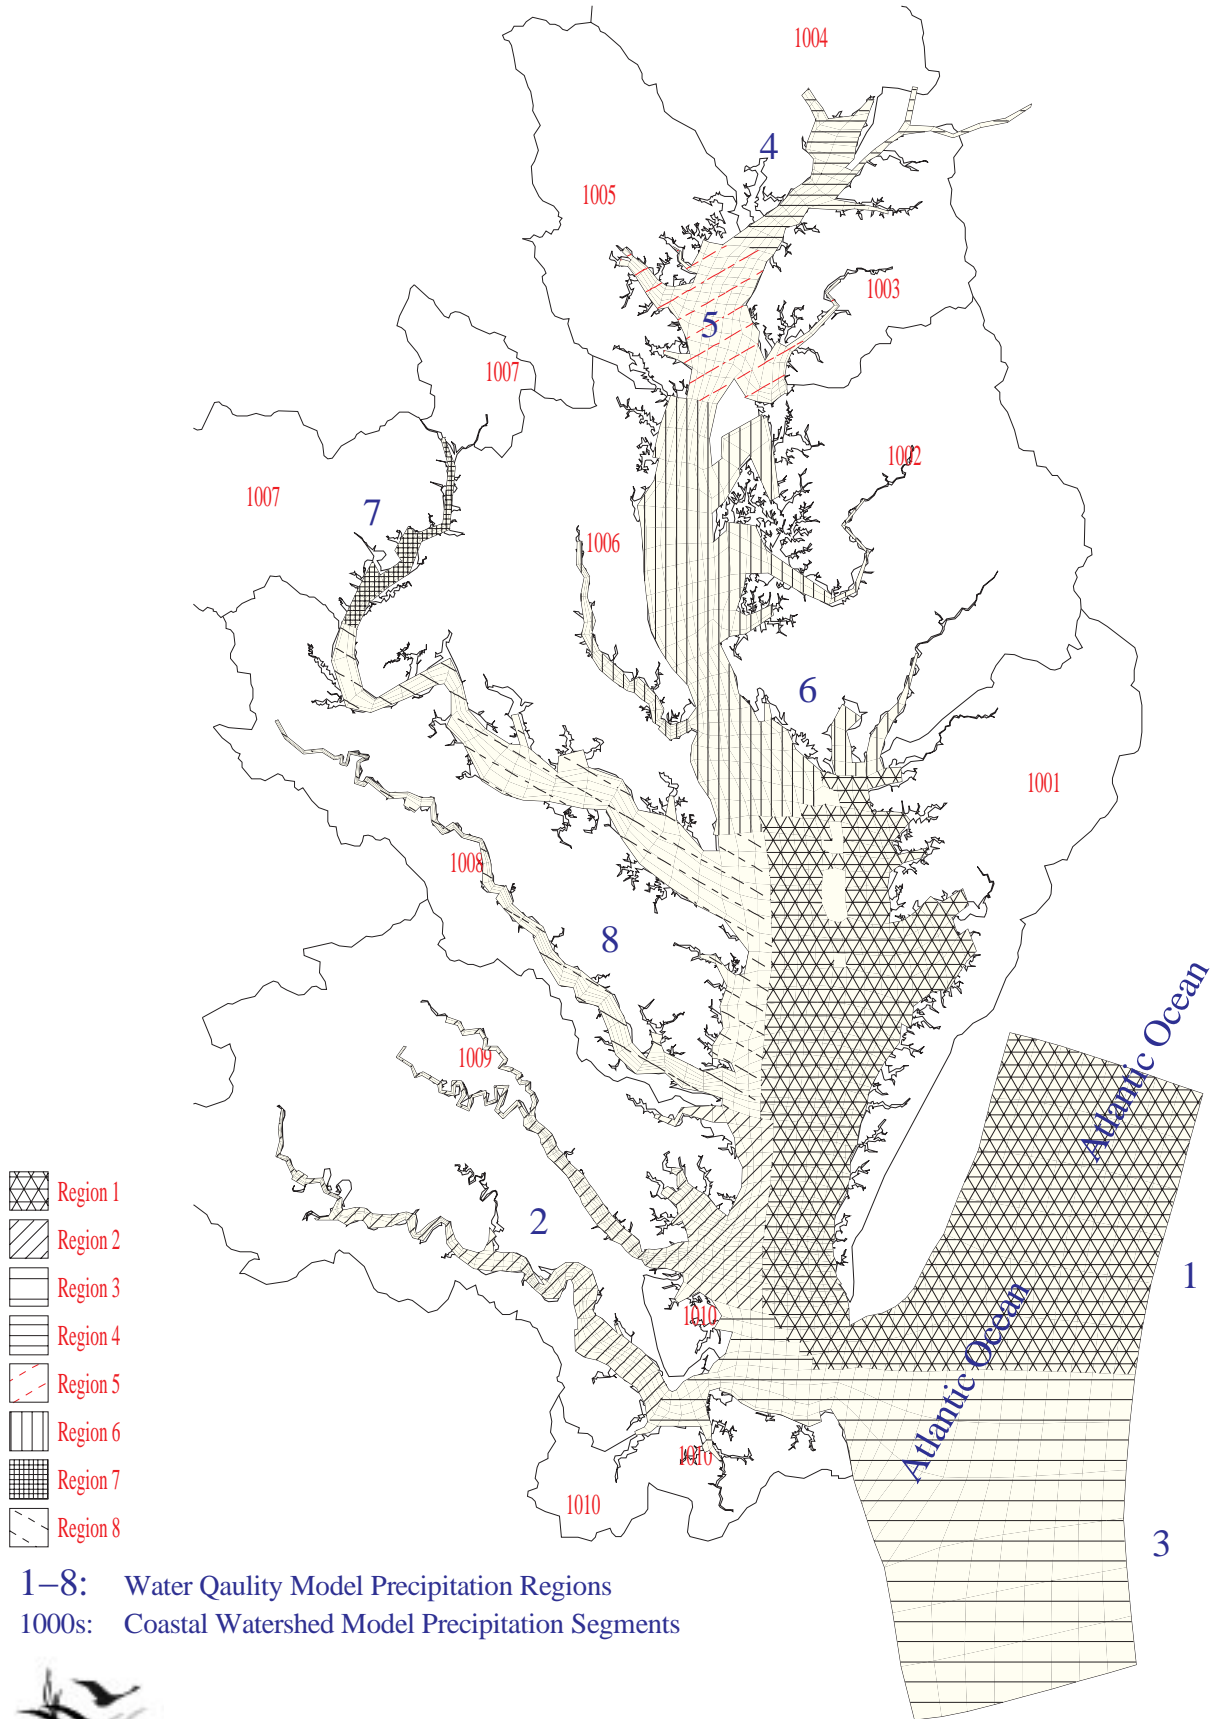 1004
4
1005
1003
5
1007
1002
1007
7
1006
6
1001
1008
8
Atlantic Ocean
1009
Region 1
2
Region 2
1
Region 3
Atlantic Ocean
1010
Region 4
Region 5
Region 6
1010
Region 7
1010
Region 8
3
1–8: Water Qaulity Model Precipitation Regions
1000s: Coastal Watershed Model Precipitation Segments